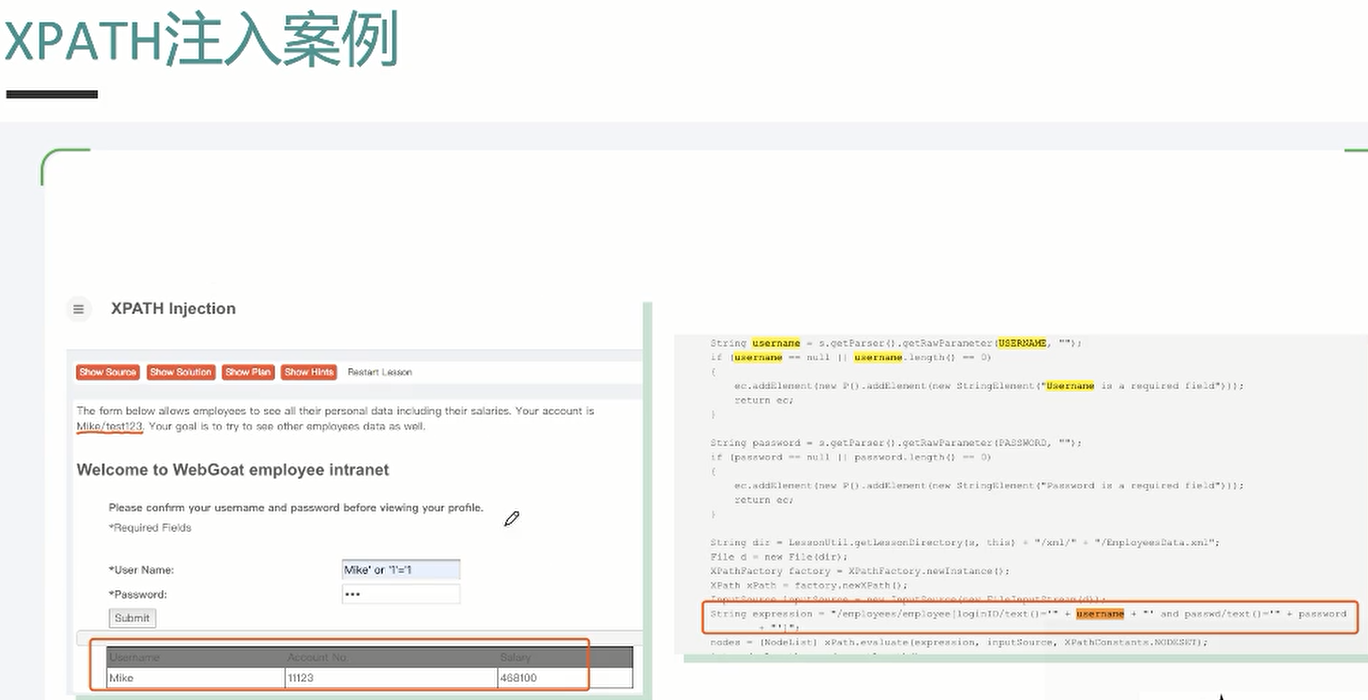 XPATH注入案例
XPATH Injection
Show Source Show Solution Show Plan Show Hints Restart Lesson
The form below allows employees to see all their personal data including their salaries. Your account is
Mike/test123. Your goal is to try to see other employees data as well.
Welcome to WebGoat employee intranet
Please confirm your username and password before viewing your profile.
*Required Fields
*User Name: Mike' or '1'='1
*Password: •••
Submit
Username Account No. Salary
Mike 11123 468100
String username = s.getParser().getRawParameter(USERNAME, "");
if (username == null || username.length() == 0)
{
ec.addElement(new P().addElement(new StringElement("Username is a required field")));
return ec;
}
String password = s.getParser().getRawParameter(PASSWORD, "");
if (password == null || password.length() == 0)
{
ec.addElement(new P().addElement(new StringElement("Password is a required field")));
return ec;
}
String dir = LessonUtil.getLessonDirectory(s, this) + "/xml/" + "/EmployeesData.xml";
File d = new File(dir);
XPathFactory factory = XPathFactory.newInstance();
XPath xPath = factory.newXPath();
InputSource inputSource = new InputSource(new FileInputStream(d));
String expression = "/employees/employee[loginID/text()='" + username + "' and passwd/text()='" + password
+ "']";
nodes = (NodeList) xPath.evaluate(expression, inputSource, XPathConstants.NODESET);